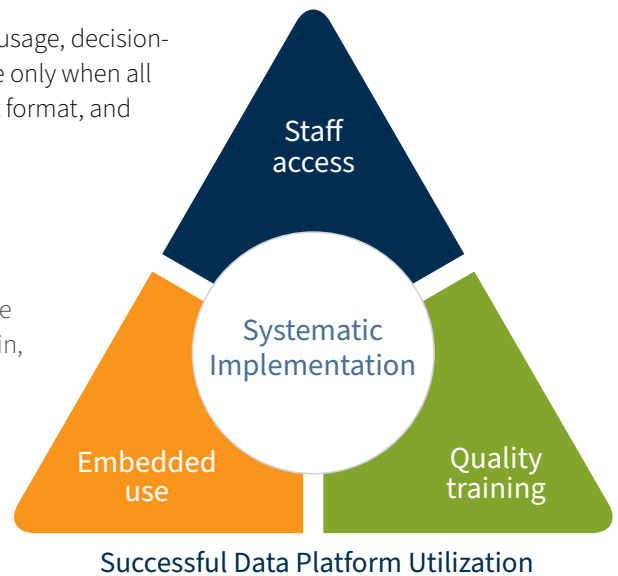 usage, decision-
only when all
format, and
Staff
access
in,
Systematic
Implementation
Embedded
use
Quality
training
Successful Data Platform Utilization